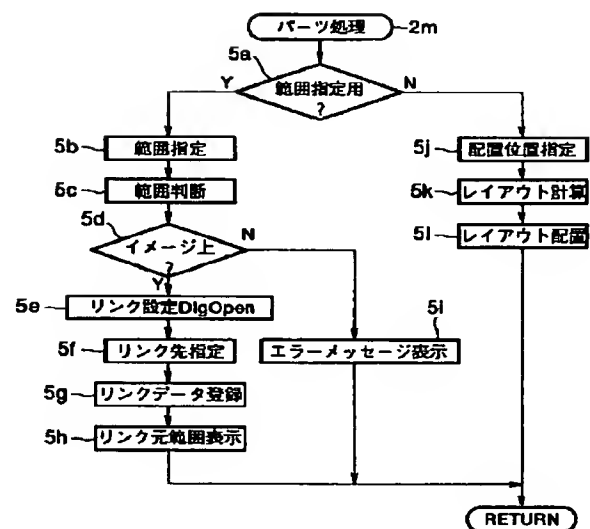 パーツ処理
2m
5a
Y
N
範囲指定用
?
5b
範囲指定
5j
配置位置指定
5c
範囲判断
5k
レイアウト計算
5d
イメージ上
?
N
5l
レイアウト配置
Y
5e
リンク設定DlgOpen
5i
5f
リンク先指定
エラーメッセージ表示
5g
リンクデータ登録
5h
リンク元範囲表示
RETURN